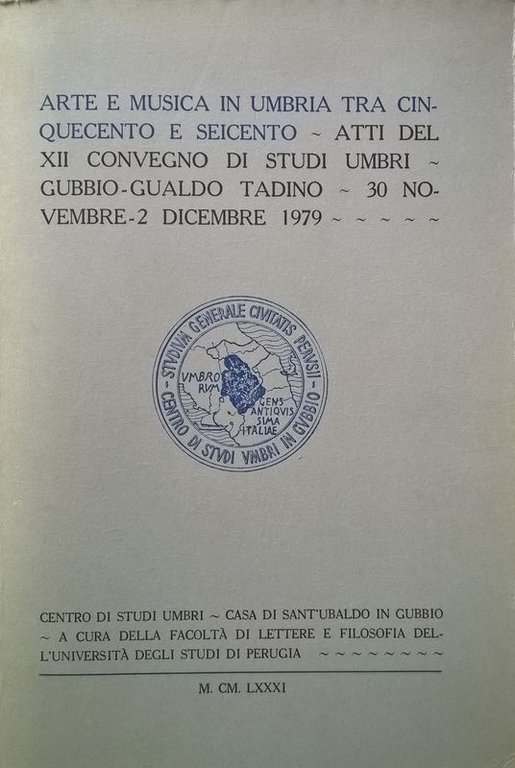 ARTE E MUSICA IN UMBRIA TRA CIN-
QUECENTO E SEICENTO ~ ATTI DEL
XII CONVEGNO DI STUDI UMBRI ~
GUBBIO-GUALDO TADINO ~ 30 NO-
VEMBRE-2 DICEMBRE 1979 ~ ~ ~ ~ ~
STVDIVM GENERALE CIVITATIS PERVSII
VMBRO
RVM
GENS
ANTIQVIS
SIMA
ITALIAE
CENTRO DI STVDI VMBRI IN GVBBIO
CENTRO DI STUDI UMBRI ~ CASA DI SANT'UBALDO IN GUBBIO
~ A CURA DELLA FACOLTÀ DI LETTERE E FILOSOFIA DEL-
L'UNIVERSITÀ DEGLI STUDI DI PERUGIA ~ ~ ~ ~ ~ ~ ~ ~
M. CM. LXXXI